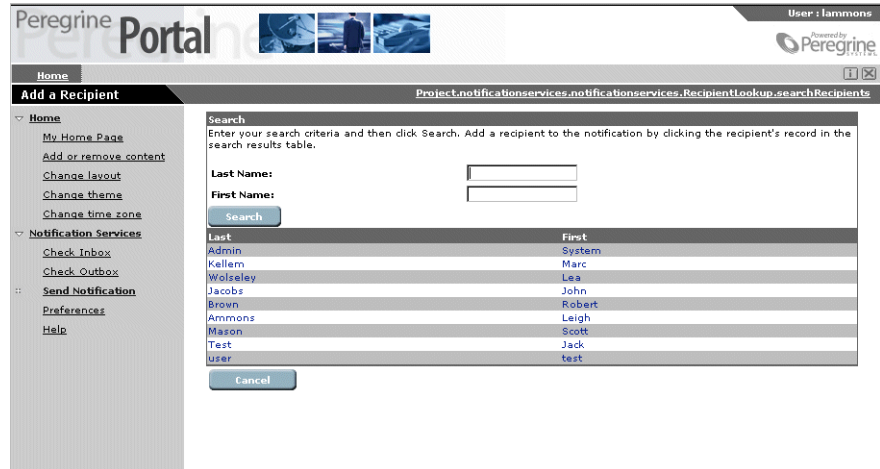 Peregrine Portal
User : lammons
Powered by
Peregrine
SYSTEMS
Home
Add a Recipient
Project.notificationservices.notificationservices.RecipientLookup.searchRecipients
Home
My Home Page
Add or remove content
Change layout
Change theme
Change time zone
Notification Services
Check Inbox
Check Outbox
Send Notification
Preferences
Help
Search
Enter your search criteria and then click Search. Add a recipient to the notification by clicking the recipient's record in the
search results table.
Last Name:
First Name:
Search
Last First
Admin System
Kellem Marc
Wolseley Lea
Jacobs John
Brown Robert
Ammons Leigh
Mason Scott
Test Jack
user test
Cancel